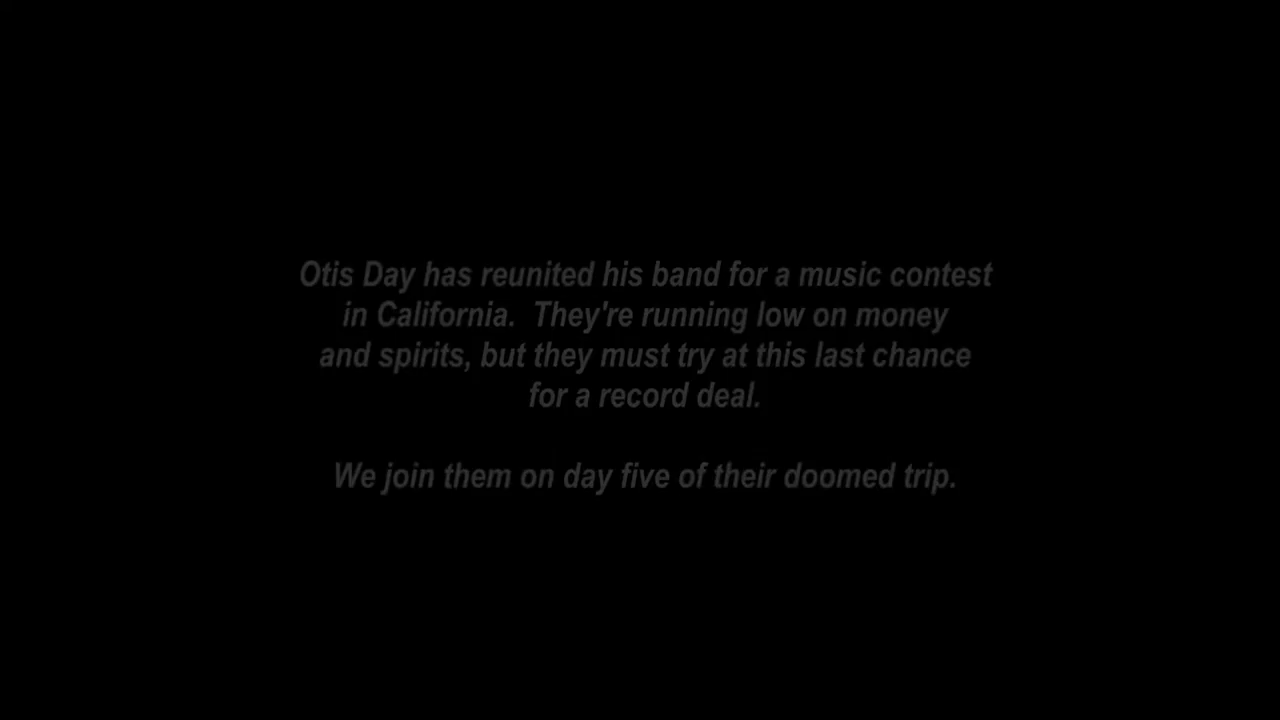 Otis Day has reunited his band for a music contest
in California.  They're running low on money
and spirits, but they must try at this last chance
for a record deal.
We join them on day five of their doomed trip.